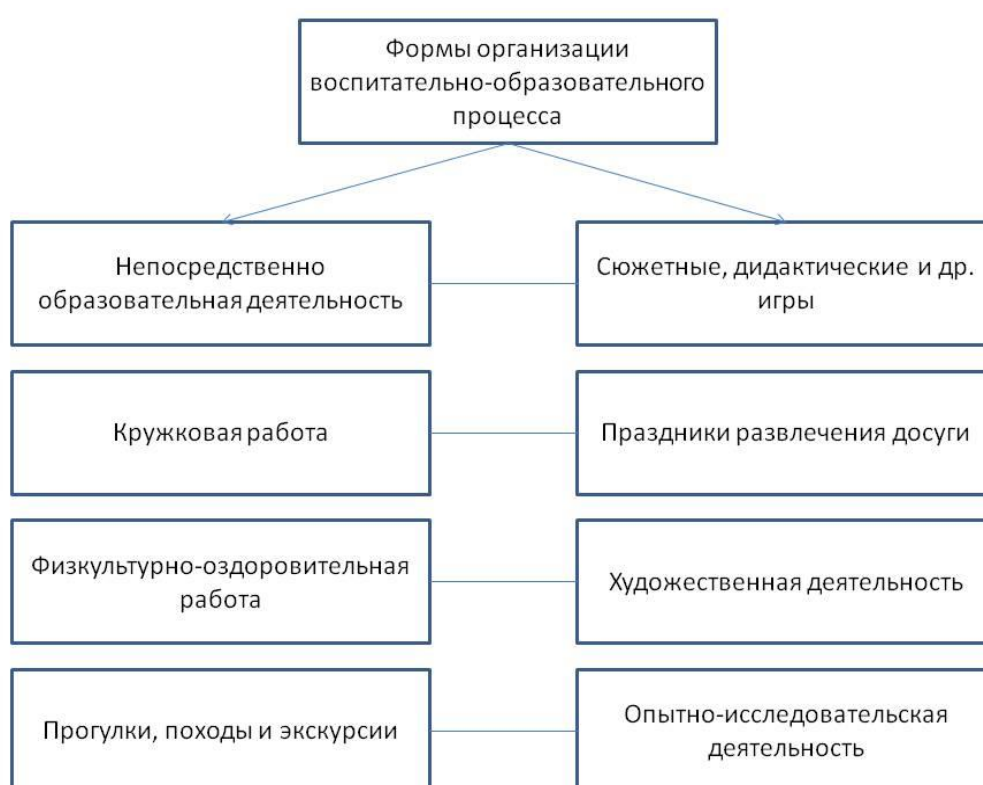 Формы организации
воспитательно-образовательного
процесса
Непосредственно
образовательная деятельность
Сюжетные, дидактические и др.
игры
Кружковая работа
Праздники развлечения досуги
Физкультурно-оздоровительная
работа
Художественная деятельность
Прогулки, походы и экскурсии
Опытно-исследовательская
деятельность